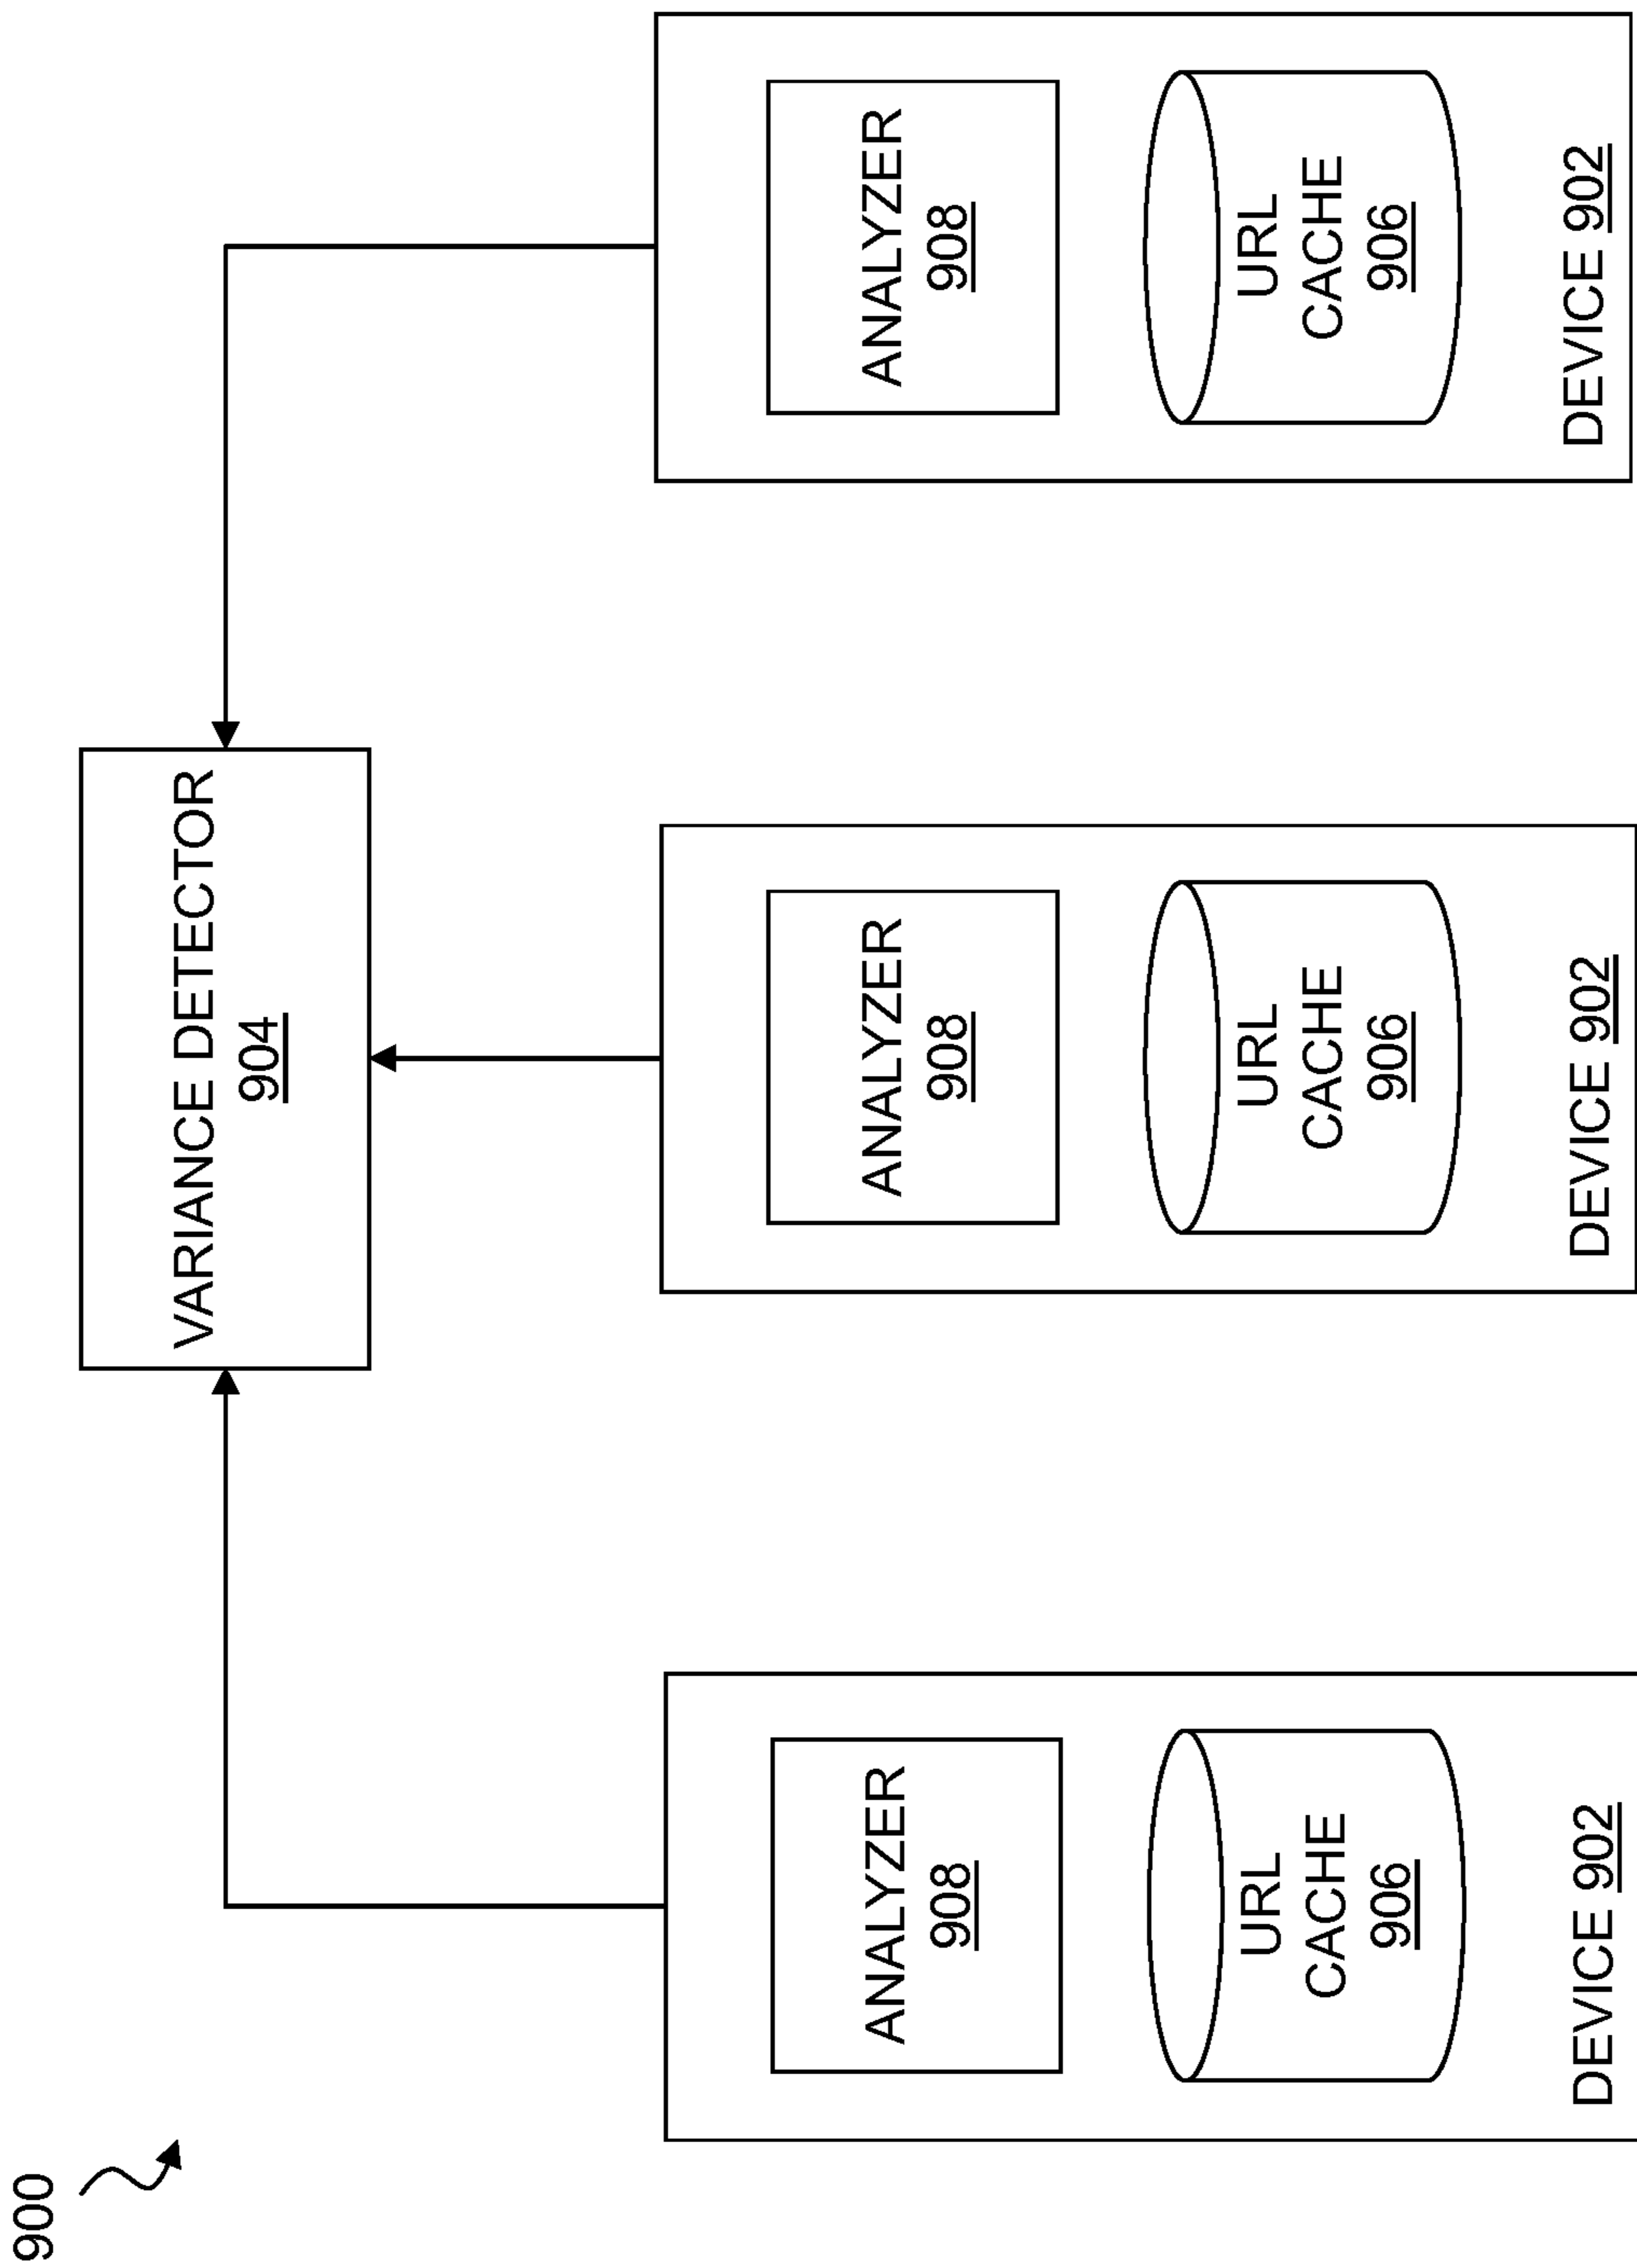 900
VARIANCE DETECTOR
904
ANALYZER
908
URL
CACHE
906
DEVICE 902
ANALYZER
908
URL
CACHE
906
DEVICE 902
ANALYZER
908
URL
CACHE
906
DEVICE 902